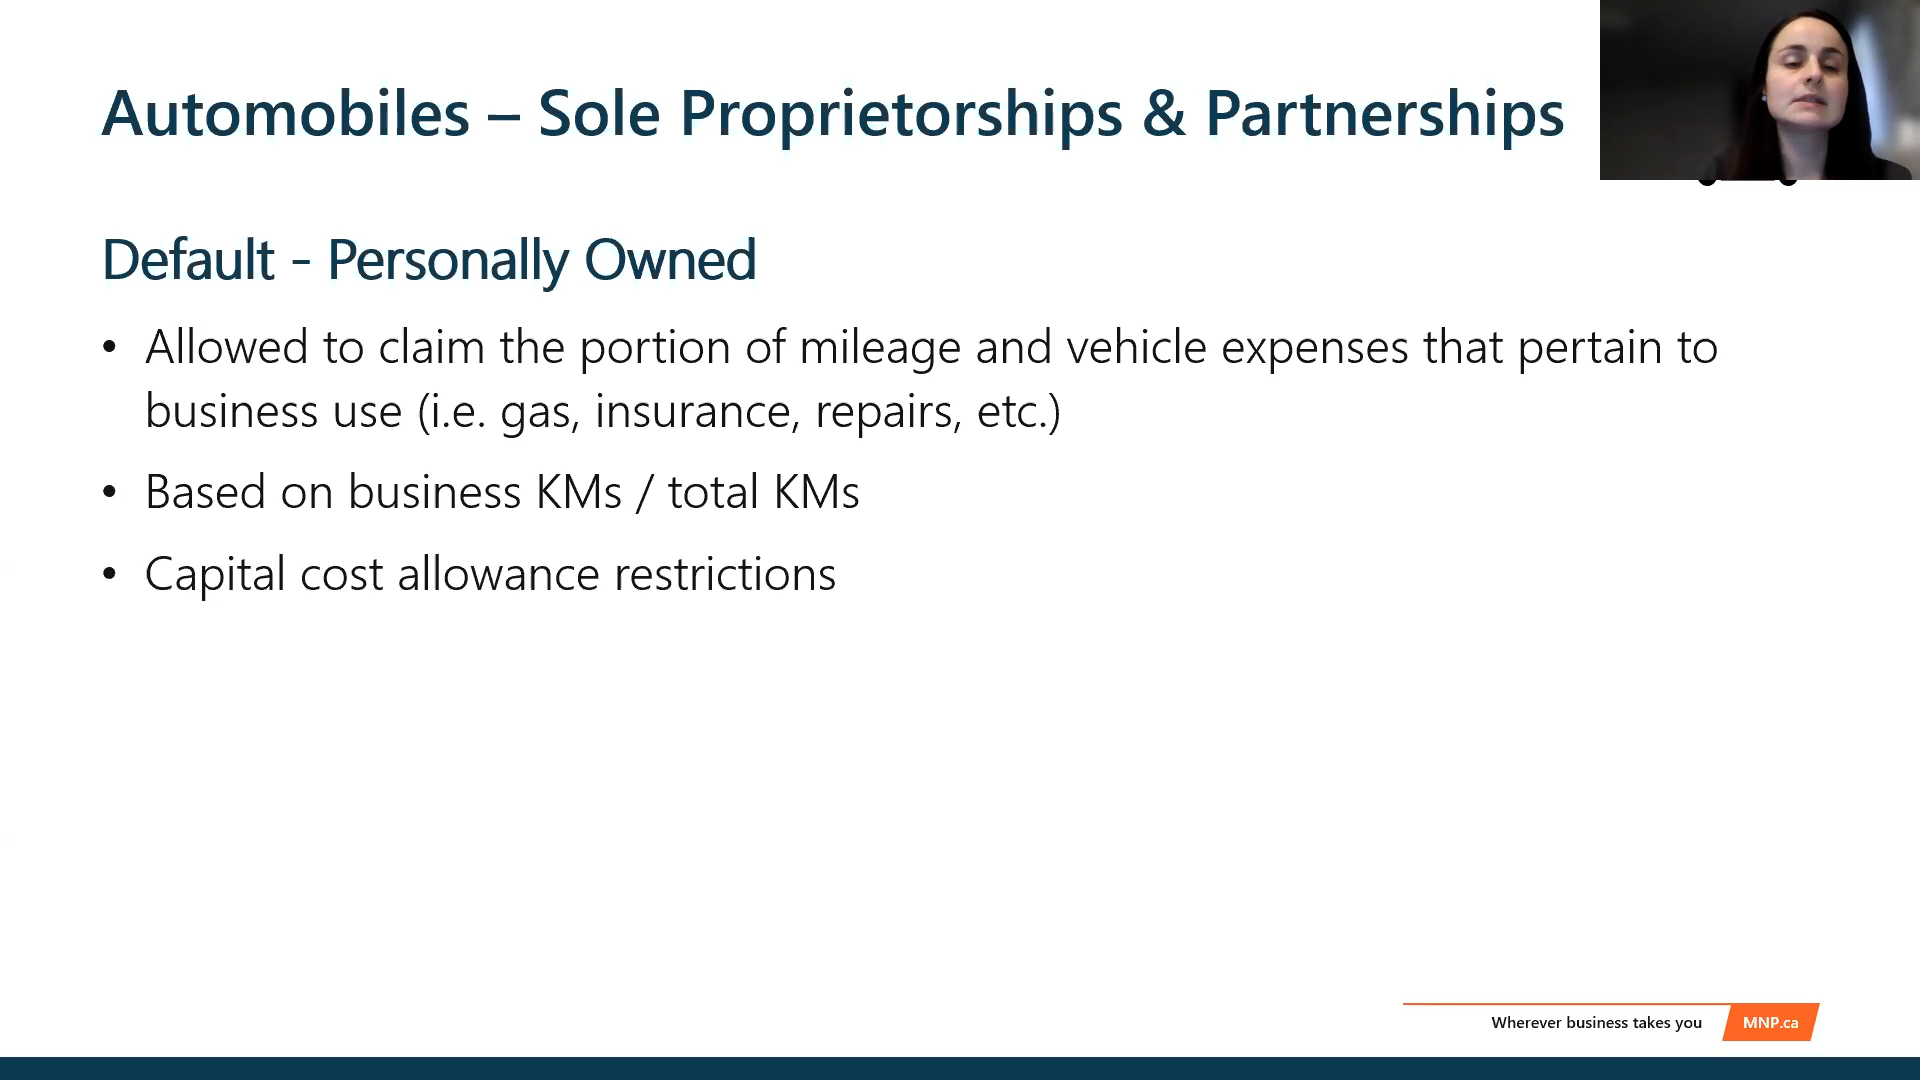 Automobiles – Sole Proprietorships & Partnerships
Default - Personally Owned
• Allowed to claim the portion of mileage and vehicle expenses that pertain to
business use (i.e. gas, insurance, repairs, etc.)
• Based on business KMs / total KMs
• Capital cost allowance restrictions
Wherever business takes you
MNP.ca